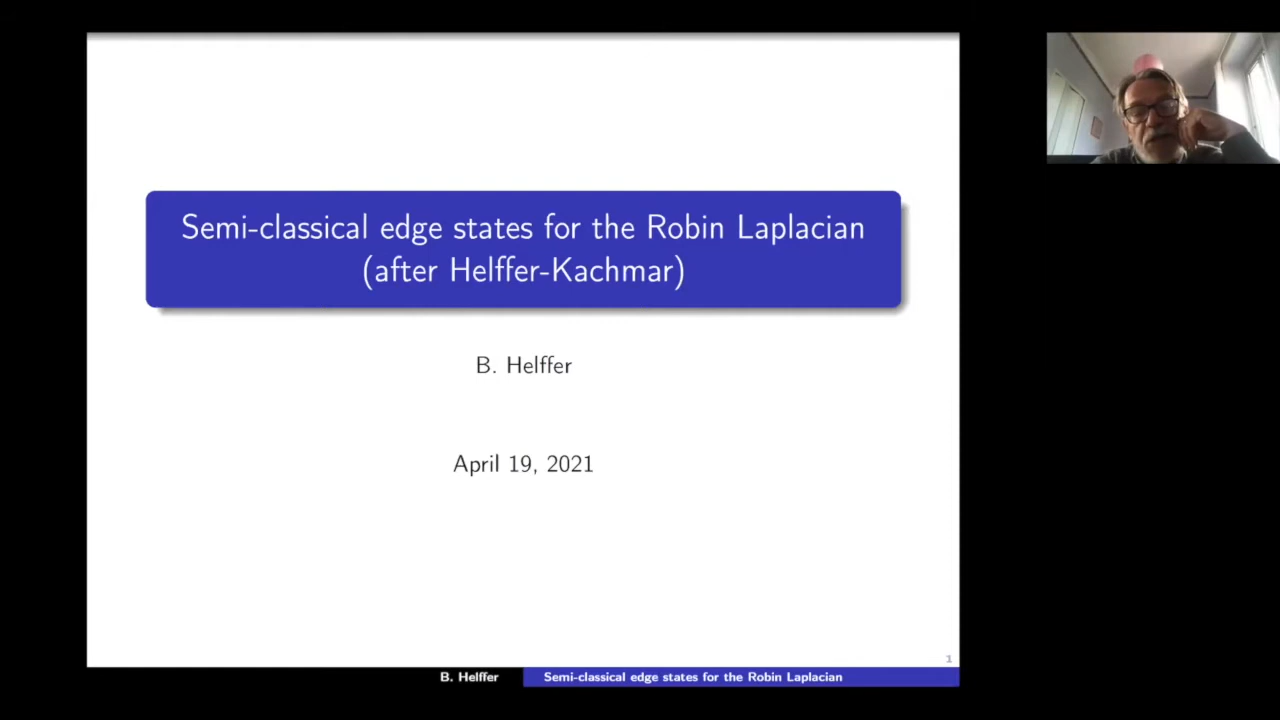 Semi-classical edge states for the Robin Laplacian
(after Helffer-Kachmar)
B. Helffer
April 19, 2021
1
B. Helffer
Semi-classical edge states for the Robin Laplacian